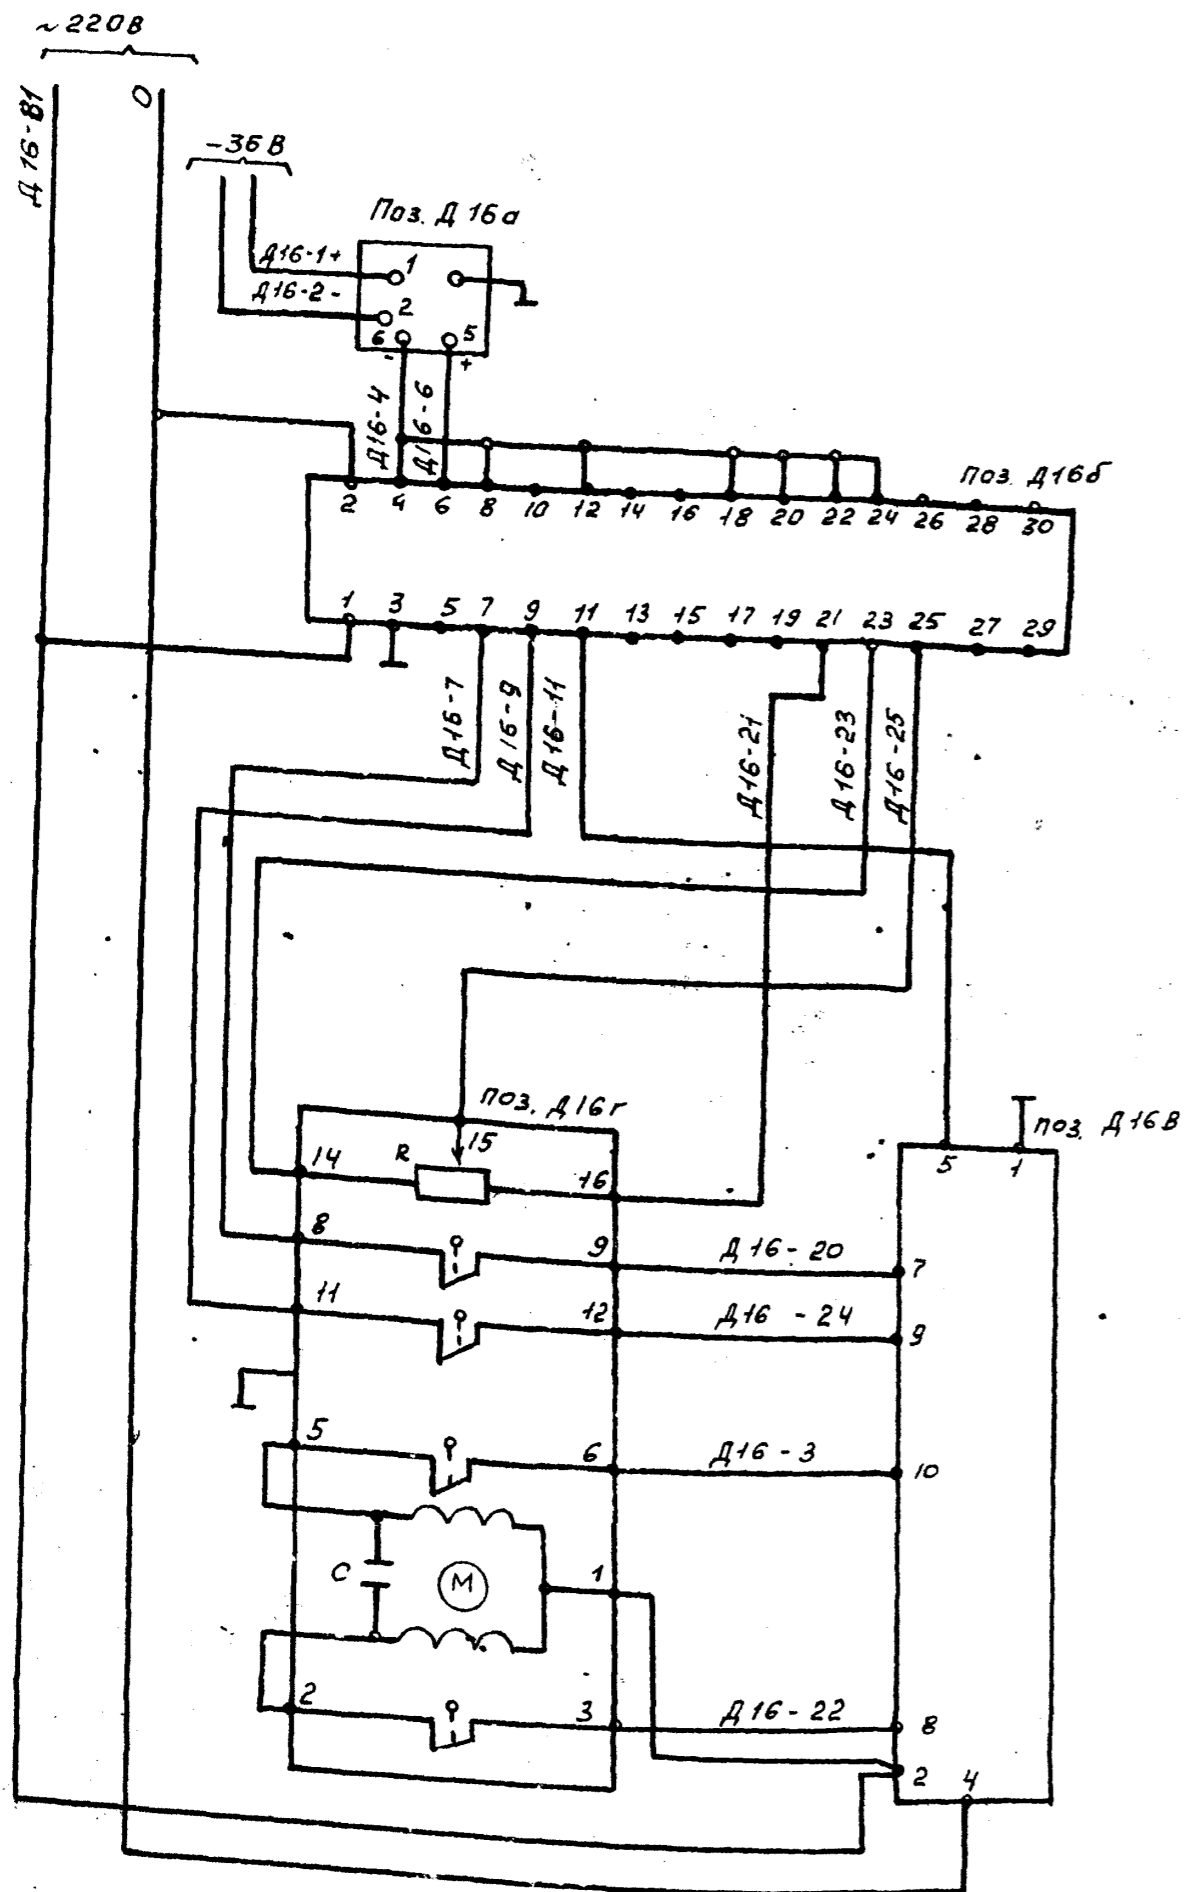 ~220В
Д16-В1
0
-36В
Поз. Д16а
Д16-1+
1
Д16-2-
2
6
5
-
+
Д16-4
Д16-6
поз. Д16б
2 4 6 8 10 12 14 16 18 20 22 24 26 28 30
1 3 5 7 9 11 13 15 17 19 21 23 25 27 29
Д16-7
Д16-9
Д16-11
Д16-21
Д16-23
Д16-25
поз. Д16г
поз. Д16В
14
R
15
16
5
1
8
9
Д16-20
7
11
12
Д16-24
9
5
6
Д16-3
10
C
М
1
2
3
Д16-22
8
2
4